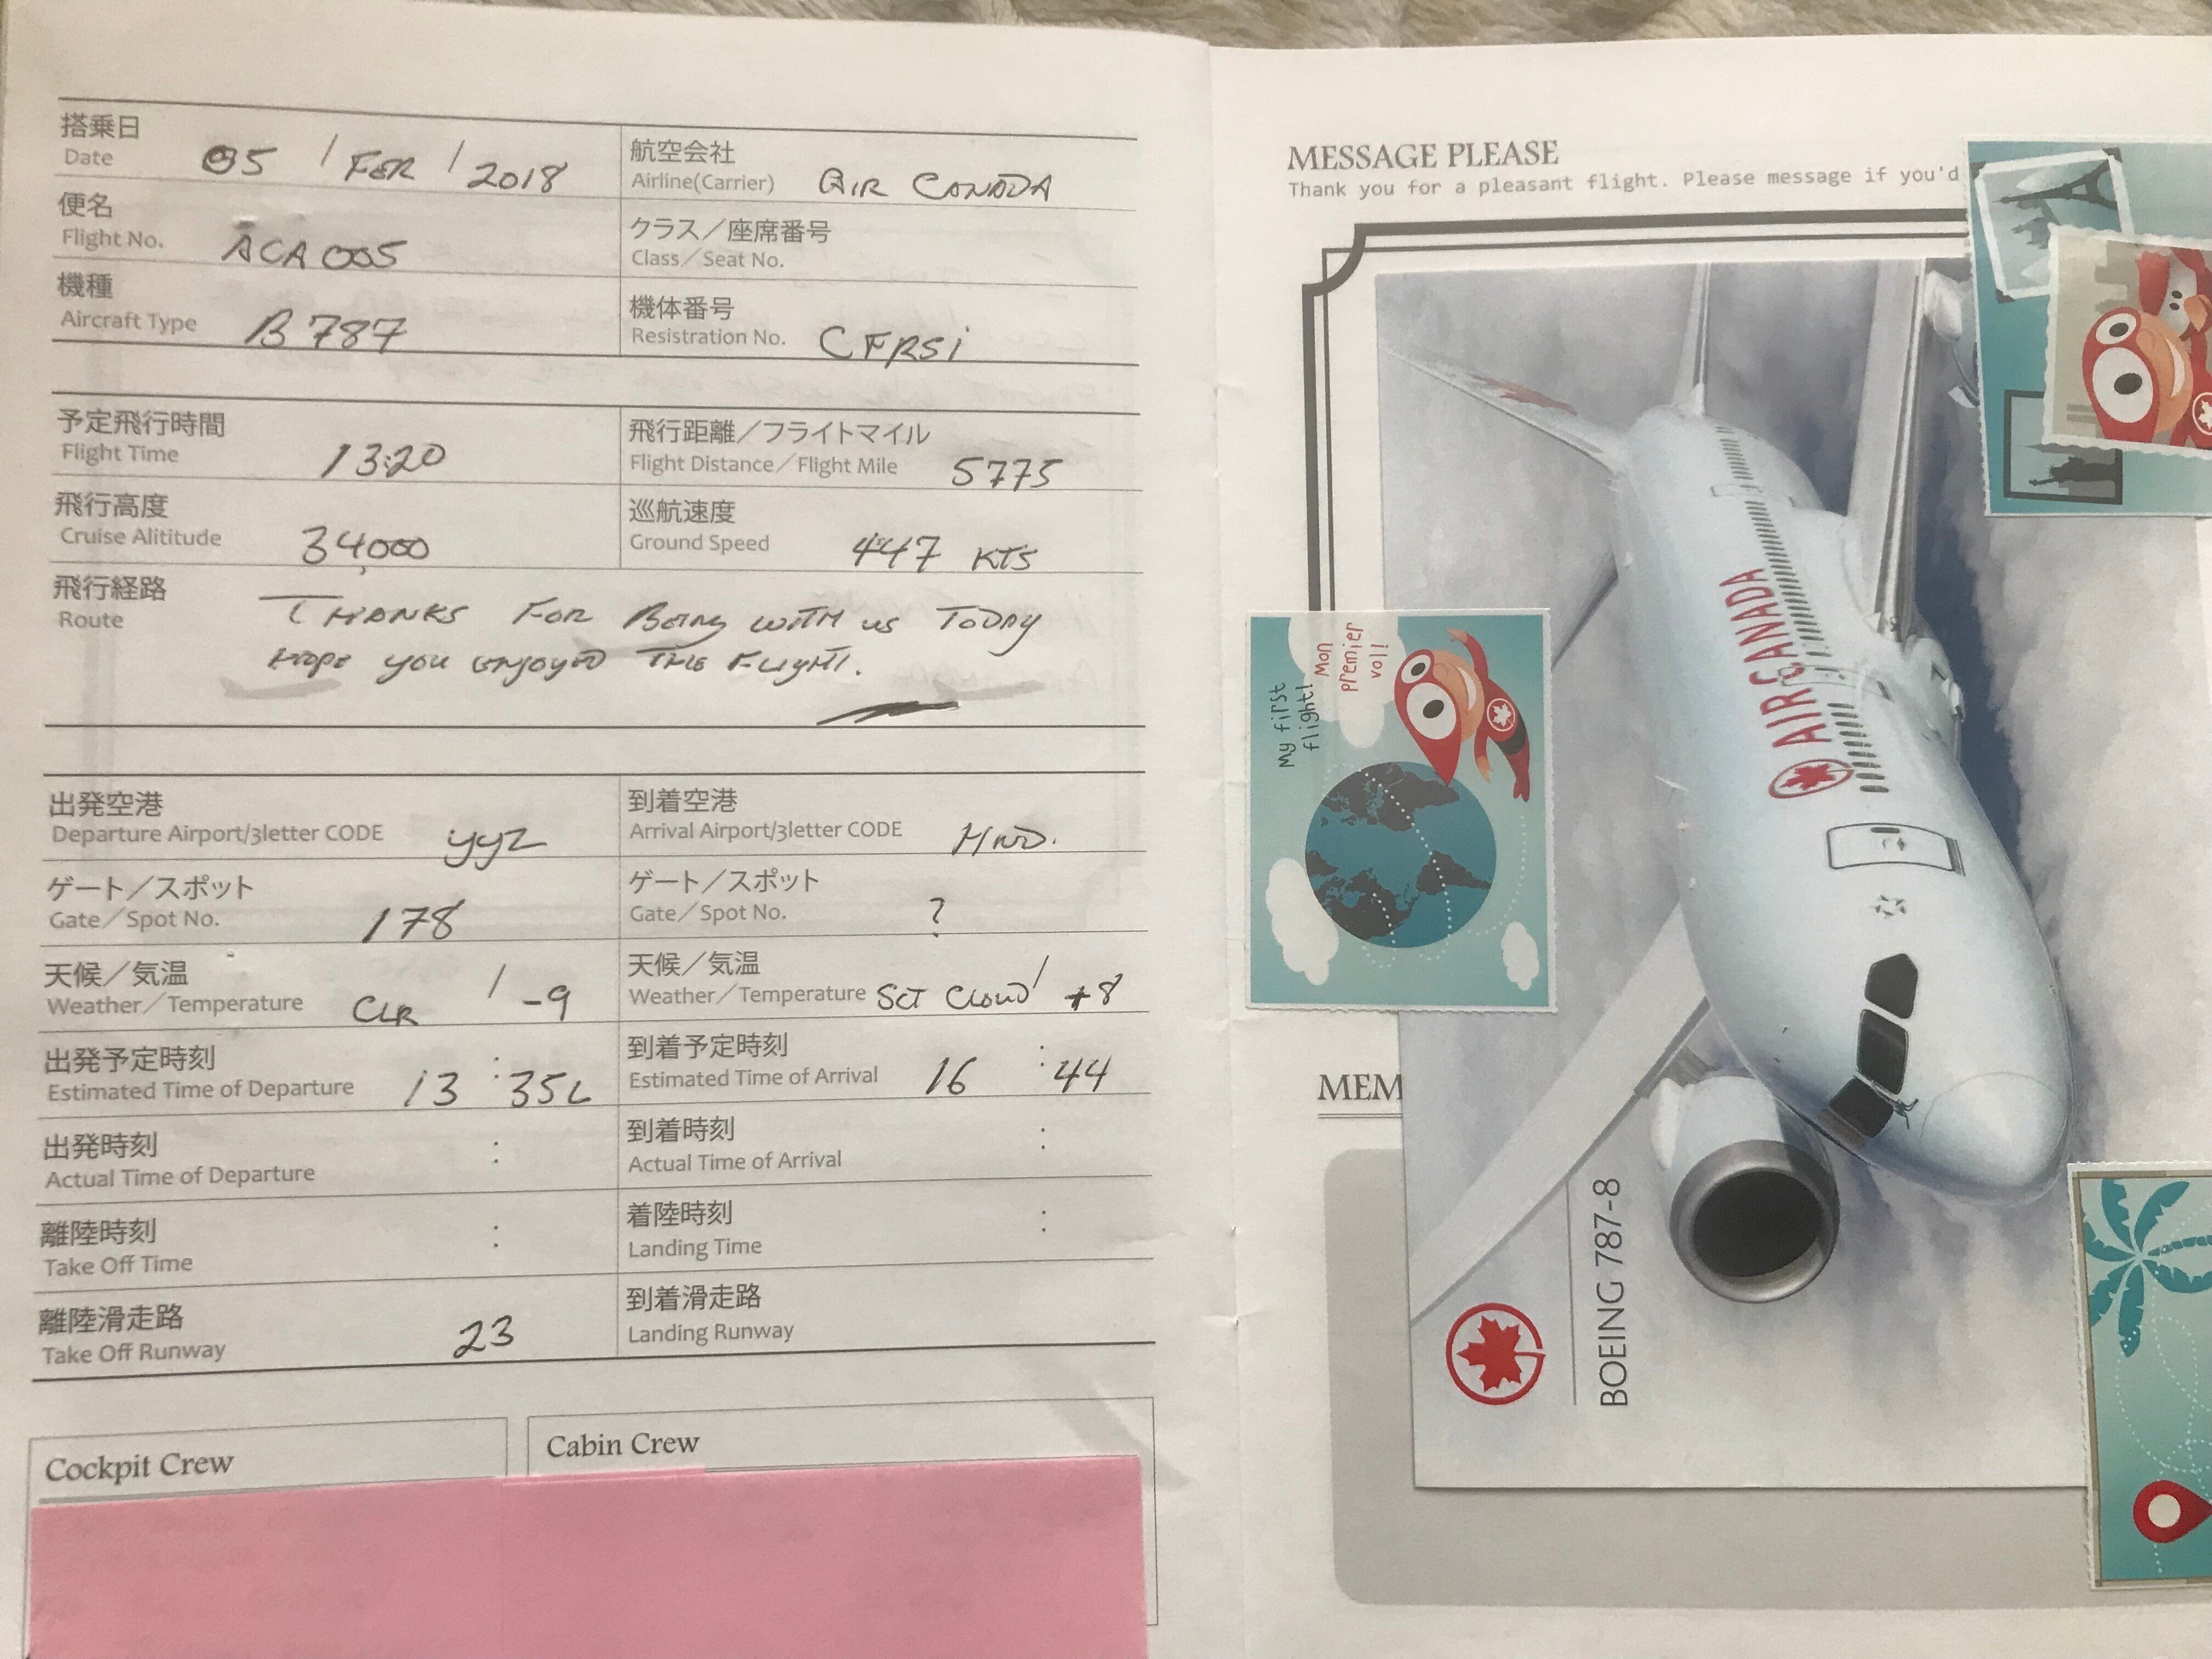 搭乗日
Date 05 / FEB / 2018
航空会社
Airline(Carrier) AIR CANADA
便名
Flight No. ACA 005
クラス／座席番号
Class／Seat No.
機種
Aircraft Type B 787
機体番号
Resistration No. CFRSi
予定飛行時間
Flight Time 13:20
飛行距離／フライトマイル
Flight Distance／Flight Mile 5775
飛行高度
Cruise Alititude 34,000
巡航速度
Ground Speed 447 KTS
飛行経路
Route
THANKS FOR Being WITH us TODAY
Hope you enjoyed THE FLIGHT.
出発空港
Departure Airport/3letter CODE yyz
到着空港
Arrival Airport/3letter CODE HND.
ゲート／スポット
Gate／Spot No. 178
ゲート／スポット
Gate／Spot No. ?
天候／気温
Weather／Temperature CLR / -9
天候／気温
Weather／Temperature SCT CLOUD / +8
出発予定時刻
Estimated Time of Departure 13 : 35L
到着予定時刻
Estimated Time of Arrival 16 : 44
出発時刻
Actual Time of Departure :
到着時刻
Actual Time of Arrival :
離陸時刻
Take Off Time :
着陸時刻
Landing Time :
離陸滑走路
Take Off Runway 23
到着滑走路
Landing Runway
Cockpit Crew
Cabin Crew
MESSAGE PLEASE
Thank you for a pleasant flight. Please message if you'd
My first
flight!
Mon
premier
vol!
AIR CANADA
MEM
BOEING 787-8